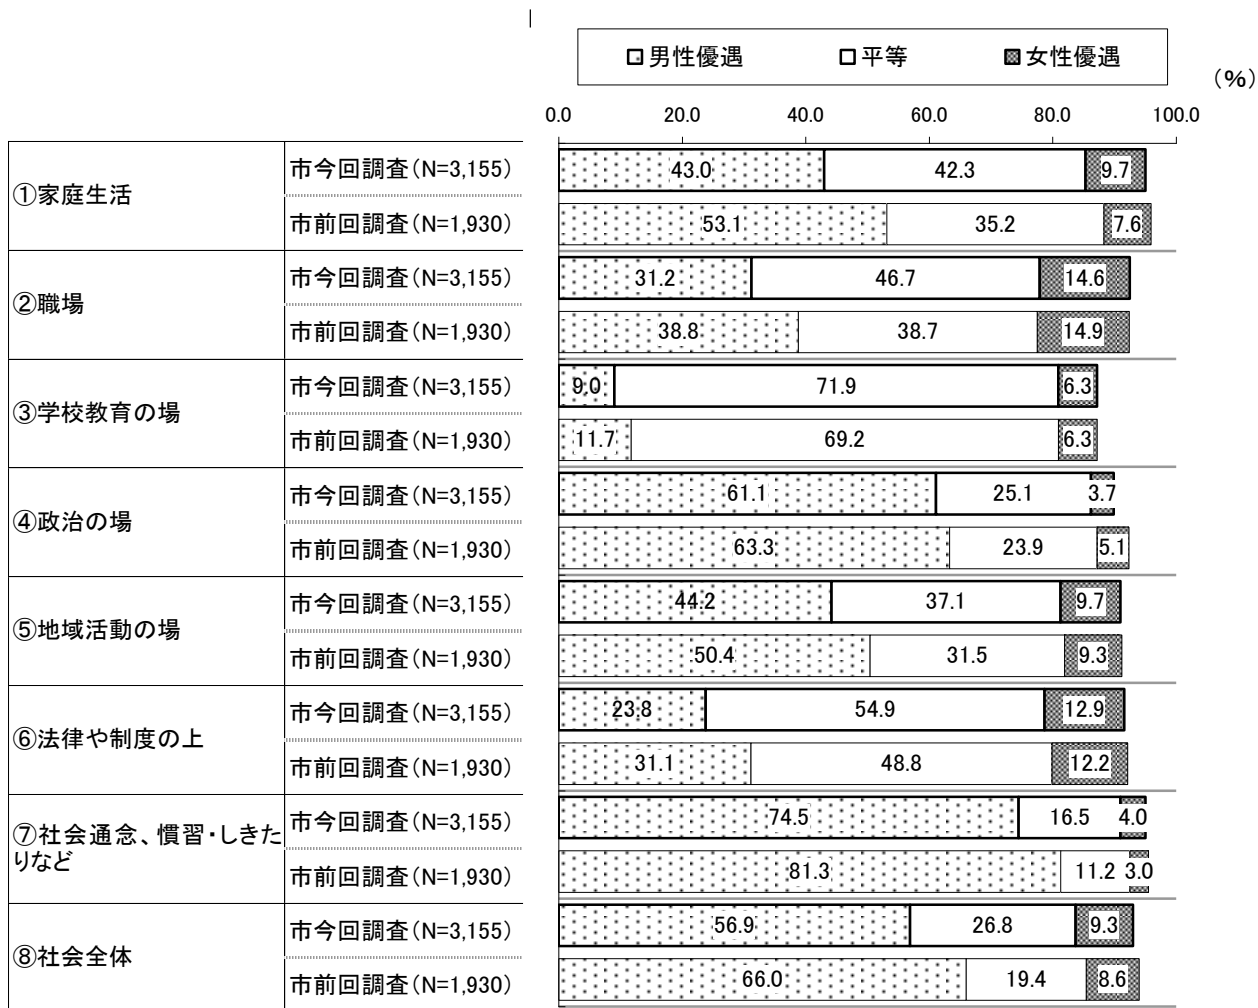 男性優遇 平等 女性優遇
（%）
0.0 20.0 40.0 60.0 80.0 100.0
①家庭生活
市今回調査（N=3,155） 43.0 42.3 9.7
市前回調査（N=1,930） 53.1 35.2 7.6
②職場
市今回調査（N=3,155） 31.2 46.7 14.6
市前回調査（N=1,930） 38.8 38.7 14.9
③学校教育の場
市今回調査（N=3,155） 9.0 71.9 6.3
市前回調査（N=1,930） 11.7 69.2 6.3
④政治の場
市今回調査（N=3,155） 61.1 25.1 3.7
市前回調査（N=1,930） 63.3 23.9 5.1
⑤地域活動の場
市今回調査（N=3,155） 44.2 37.1 9.7
市前回調査（N=1,930） 50.4 31.5 9.3
⑥法律や制度の上
市今回調査（N=3,155） 23.8 54.9 12.9
市前回調査（N=1,930） 31.1 48.8 12.2
⑦社会通念、慣習・しきた
りなど
市今回調査（N=3,155） 74.5 16.5 4.0
市前回調査（N=1,930） 81.3 11.2 3.0
⑧社会全体
市今回調査（N=3,155） 56.9 26.8 9.3
市前回調査（N=1,930） 66.0 19.4 8.6